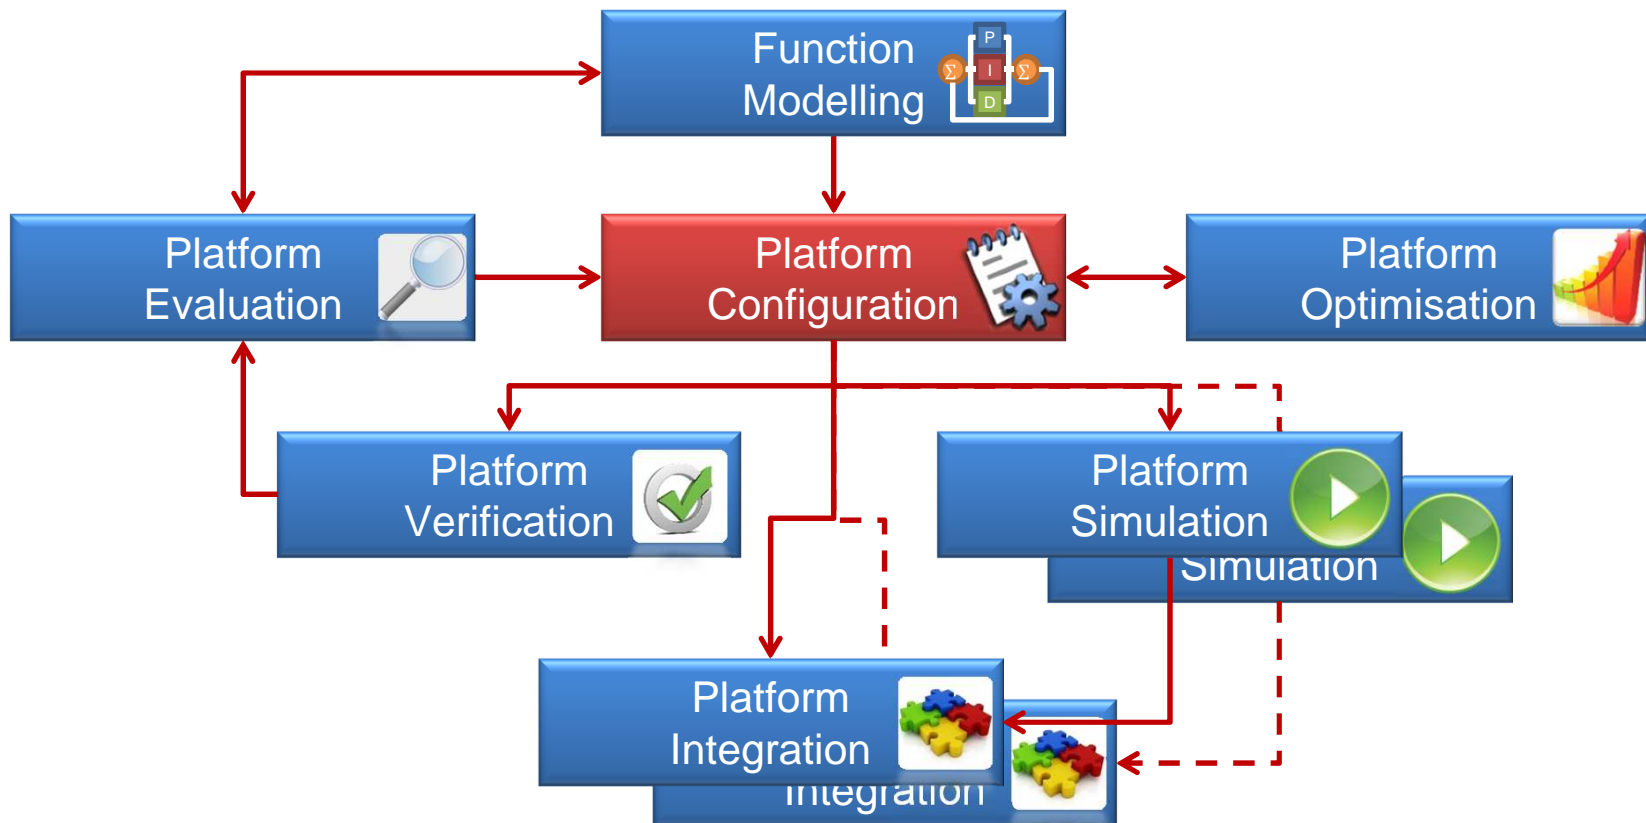 Function
Modelling
P
Σ
I
Σ
D
Platform
Evaluation
Platform
Configuration
Platform
Optimisation
Platform
Verification
Platform
Simulation
Simulation
Platform
Integration
Integration